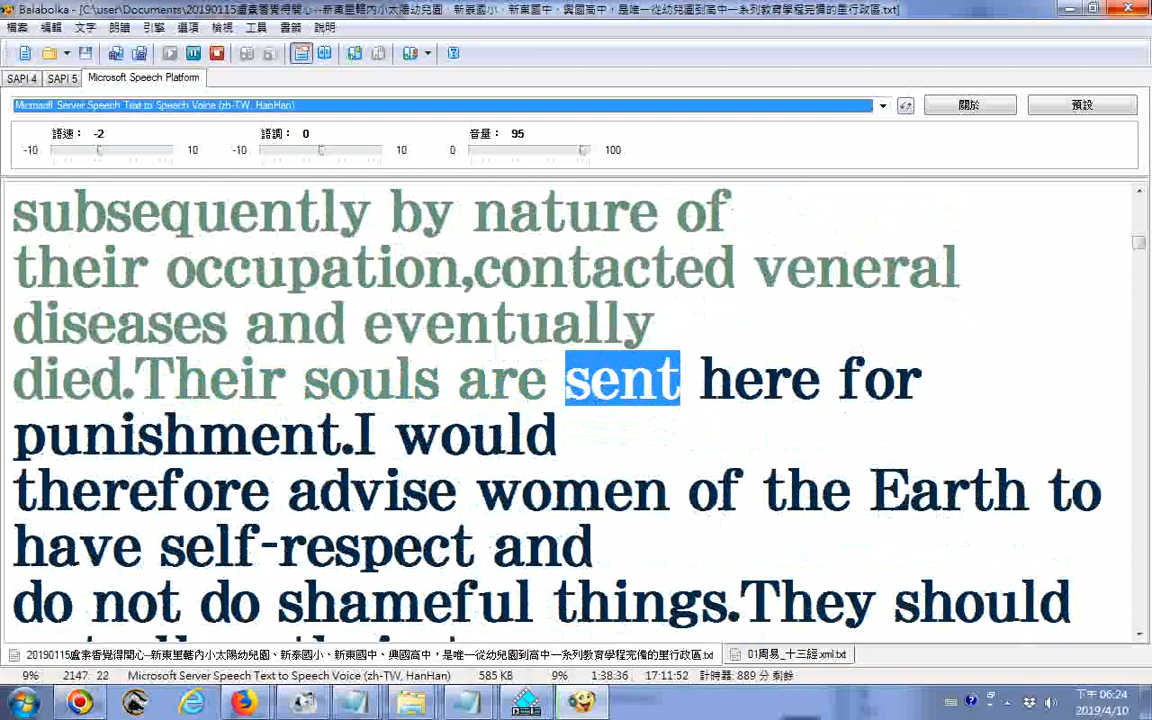 Balabolka - [C:\user\Documents\20190115盧素香覺得開心--新東里轄內小太陽幼兒園、新泰國小、新東國中、興國高中，是唯一從幼兒園到高中一系列教育學程完備的里行政區.txt]
檔案 編輯 文字 朗讀 引擎 選項 檢視 工具 書籤 說明
SAPI 4 SAPI 5 Microsoft Speech Platform
Microsoft Server Speech Text to Speech Voice (zh-TW, HanHan)
關於 預設
語速： -2 語調： 0 音量： 95
-10 10 -10 10 0 100
subsequently by nature of
their occupation,contacted veneral
diseases and eventually
died.Their souls are sent here for
punishment.I would
therefore advise women of the Earth to
have self-respect and
do not do shameful things.They should
20190115盧素香覺得開心--新東里轄內小太陽幼兒園、新泰國小、新東國中、興國高中，是唯一從幼兒園到高中一系列教育學程完備的里行政區.txt 01周易_十三經.xml.txt
9% 2147: 22 Microsoft Server Speech Text to Speech Voice (zh-TW, HanHan) 585 KB 9% 1:38:36 17:11:52 計時器: 889 分 剩餘
下午 06:24
2019/4/10